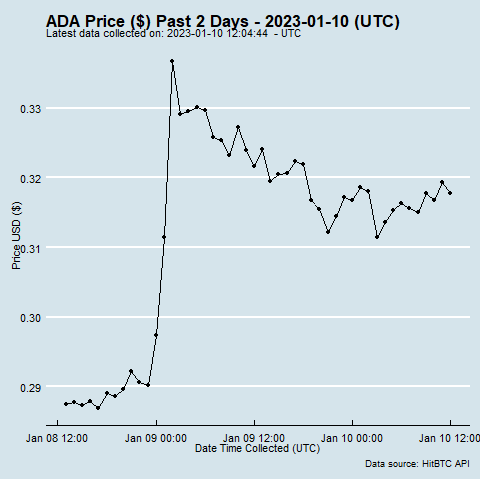 ADA Price ($) Past 2 Days - 2023-01-10 (UTC)
Latest data collected on: 2023-01-10 12:04:44 - UTC
Price USD ($)
0.33
0.32
0.31
0.30
0.29
Jan 08 12:00 Jan 09 00:00 Jan 09 12:00 Jan 10 00:00 Jan 10 12:00
Date Time Collected (UTC)
Data source: HitBTC API